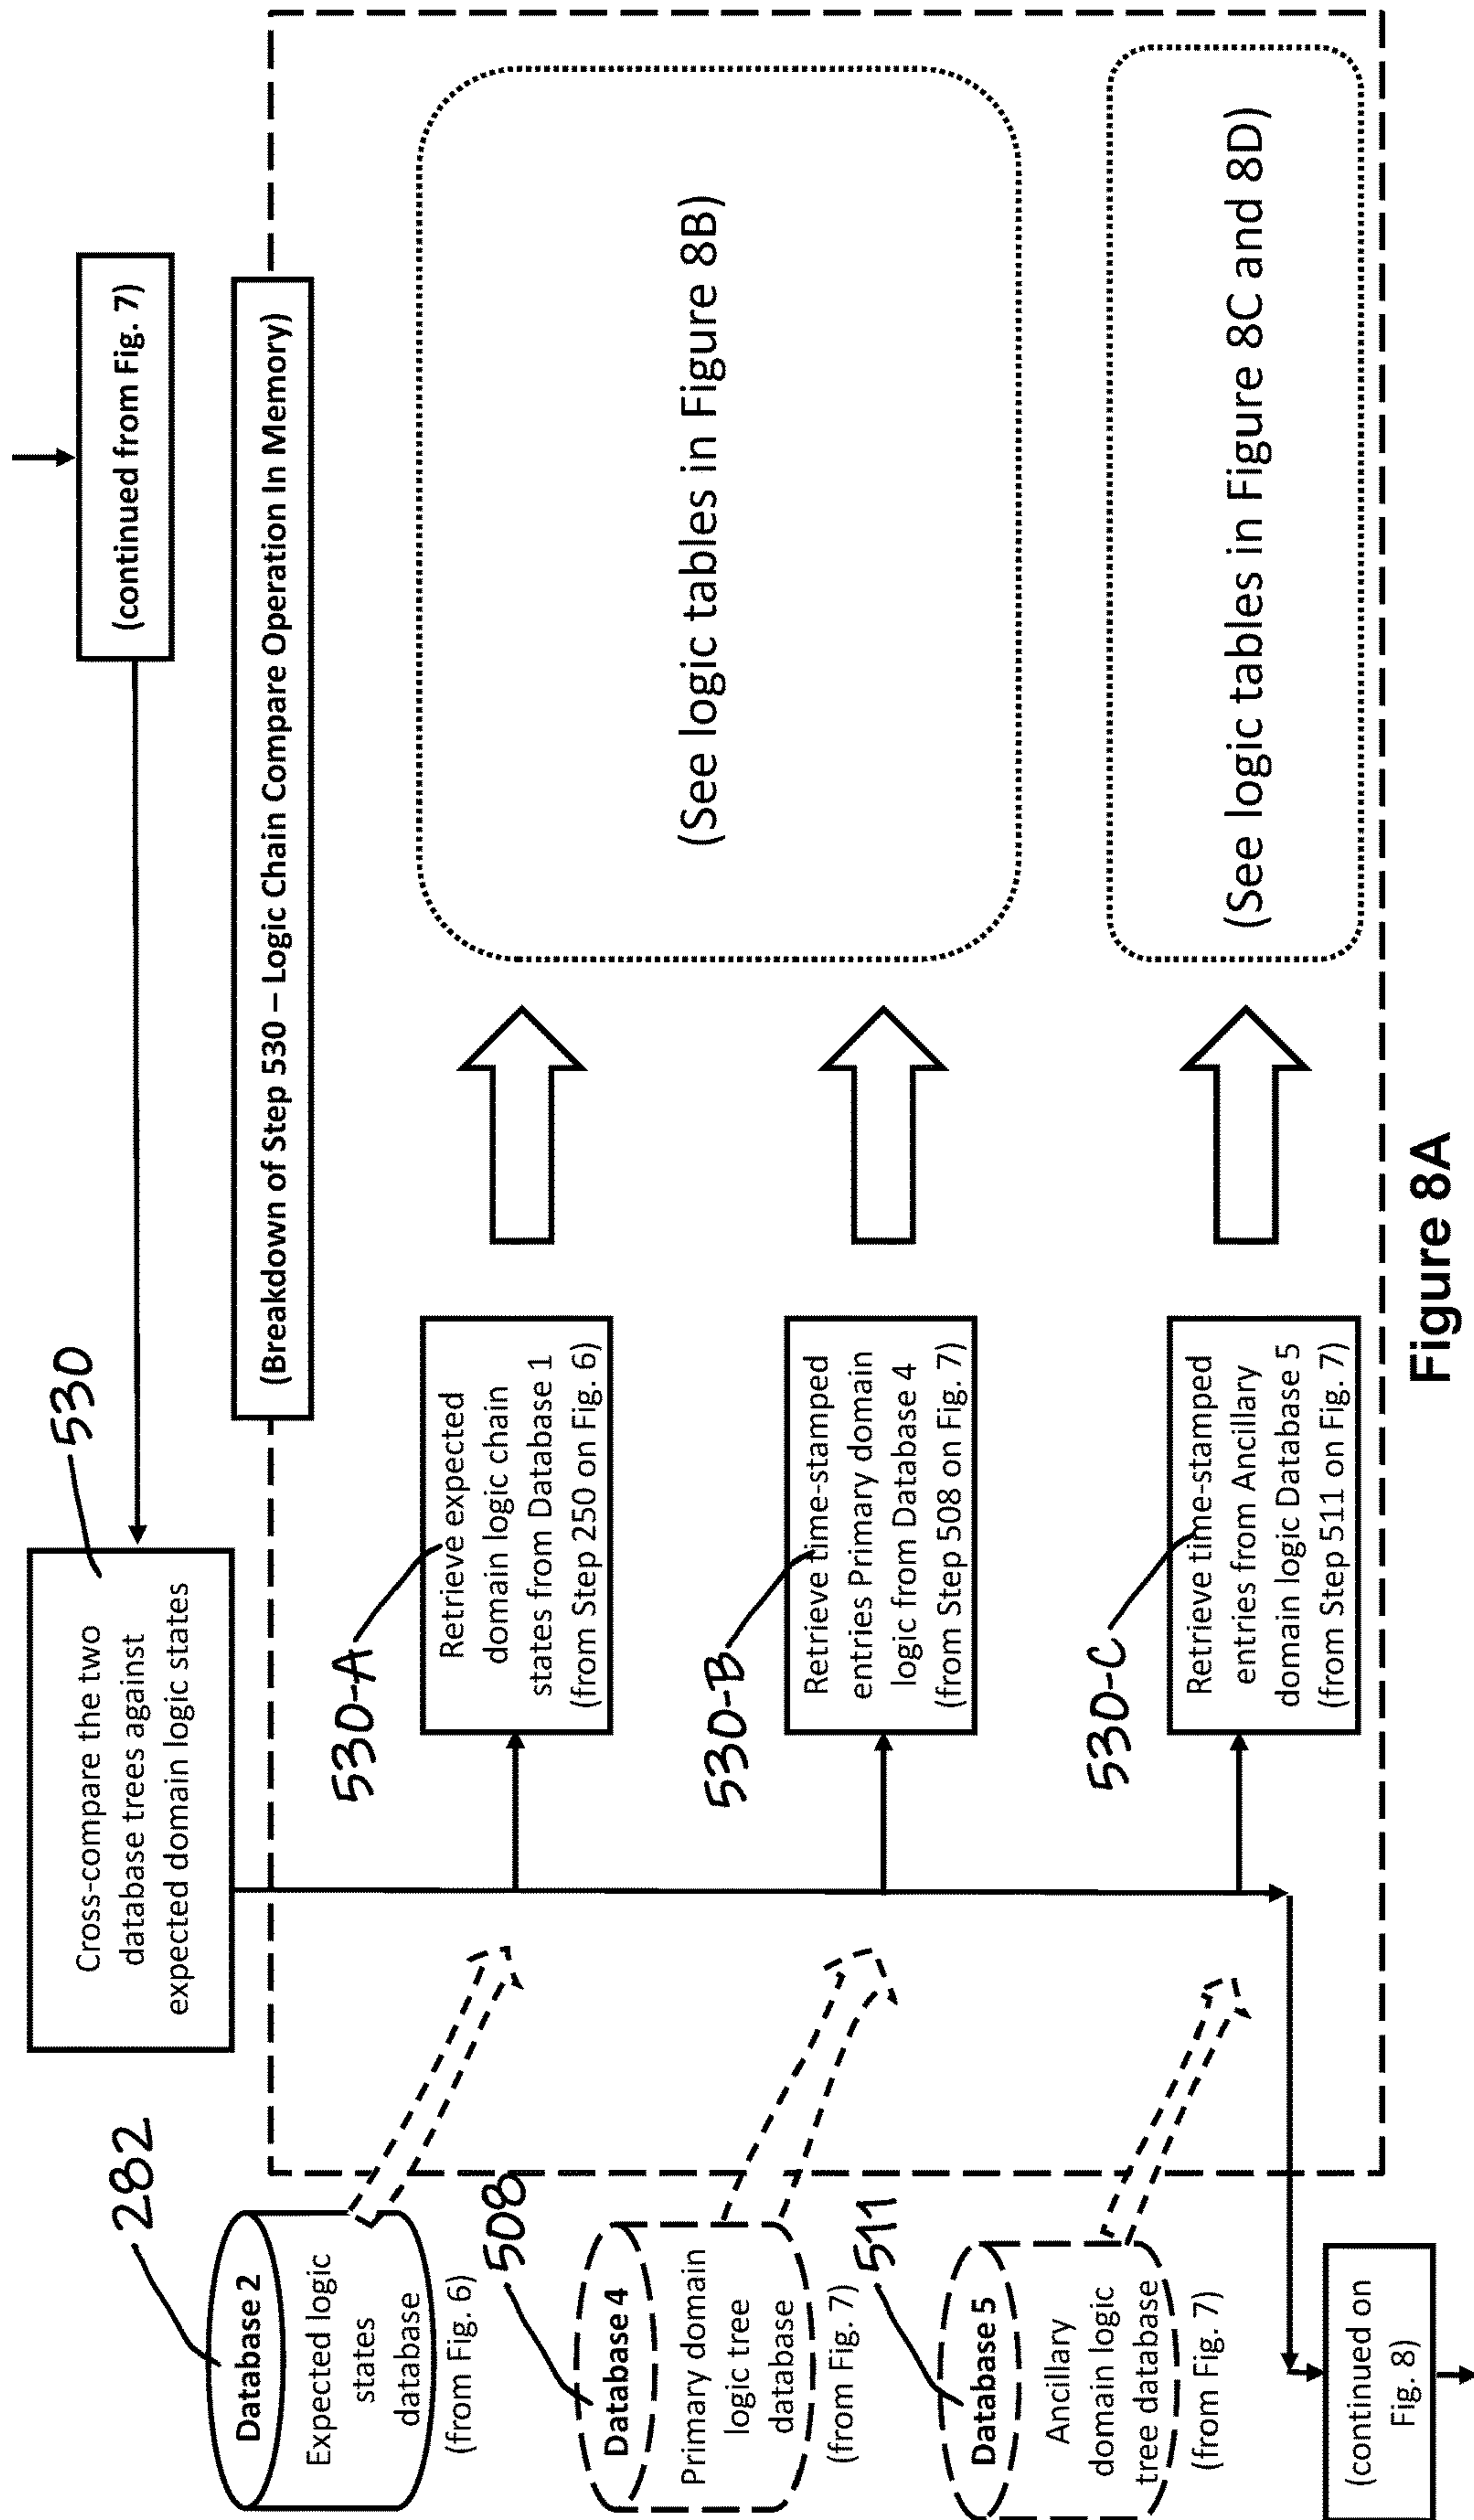 (continued from Fig. 7)
530
Cross-compare the two
database trees against
expected domain logic states
(Breakdown of Step 530 – Logic Chain Compare Operation In Memory)
282
Database 2
Expected logic
states
database
(from Fig. 6)
530-A
Retrieve expected
domain logic chain
states from Database 1
(from Step 250 on Fig. 6)
(See logic tables in Figure 8B)
508
Database 4
Primary domain
logic tree
database
(from Fig. 7)
530-B
Retrieve time-stamped
entries Primary domain
logic from Database 4
(from Step 508 on Fig. 7)
511
Database 5
Ancillary
domain logic
tree database
(from Fig. 7)
530-C
Retrieve time-stamped
entries from Ancillary
domain logic Database 5
(from Step 511 on Fig. 7)
(See logic tables in Figure 8C and 8D)
(continued on
Fig. 8)
Figure 8A